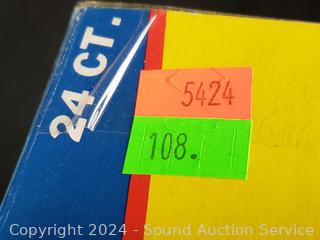 24 CT.
5424
108.
Copyright 2024 - Sound Auction Service